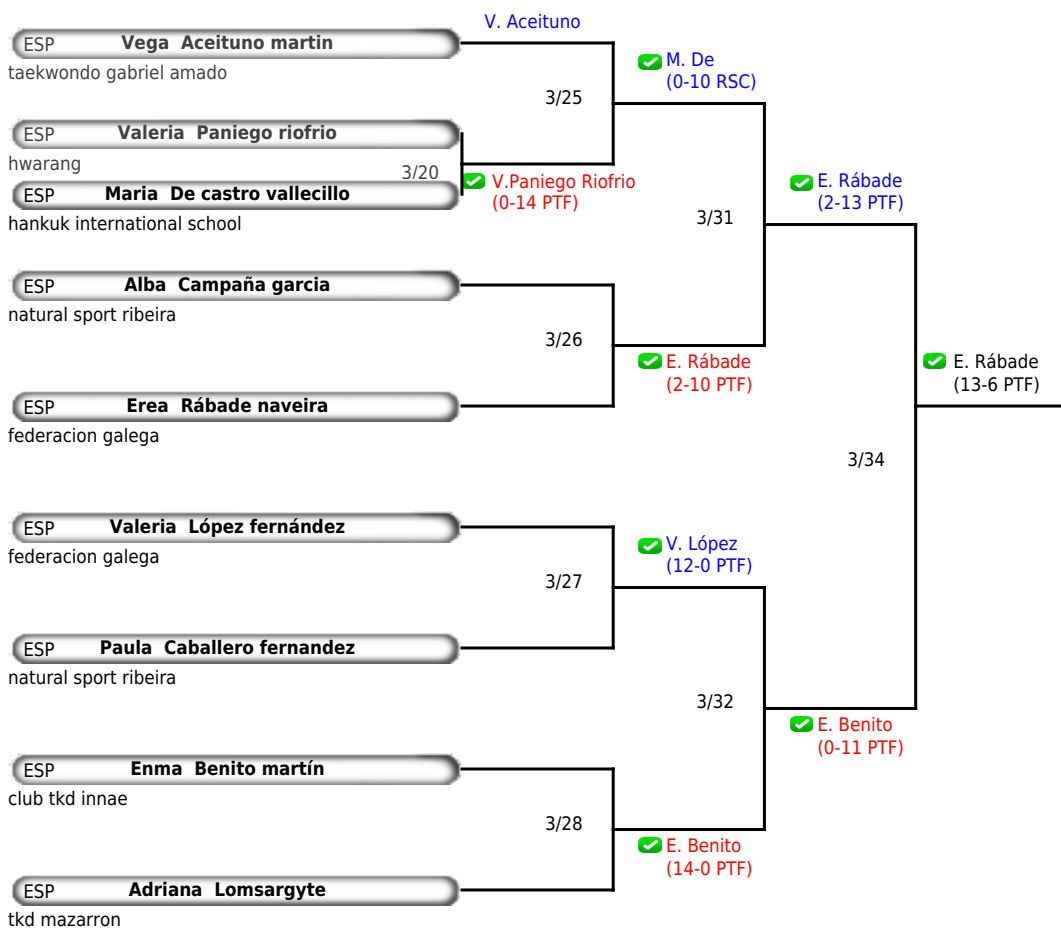 V. Aceituno
ESP Vega Aceituno martin
taekwondo gabriel amado
M. De
(0-10 RSC)
3/25
ESP Valeria Paniego riofrio
hwarang
3/20
V.Paniego Riofrio
(0-14 PTF)
ESP Maria De castro vallecillo
hankuk international school
E. Rábade
(2-13 PTF)
3/31
ESP Alba Campaña garcia
natural sport ribeira
3/26
E. Rábade
(2-10 PTF)
E. Rábade
(13-6 PTF)
ESP Erea Rábade naveira
federacion galega
3/34
ESP Valeria López fernández
federacion galega
V. López
(12-0 PTF)
3/27
ESP Paula Caballero fernandez
natural sport ribeira
3/32
E. Benito
(0-11 PTF)
ESP Enma Benito martín
club tkd innae
3/28
E. Benito
(14-0 PTF)
ESP Adriana Lomsargyte
tkd mazarron